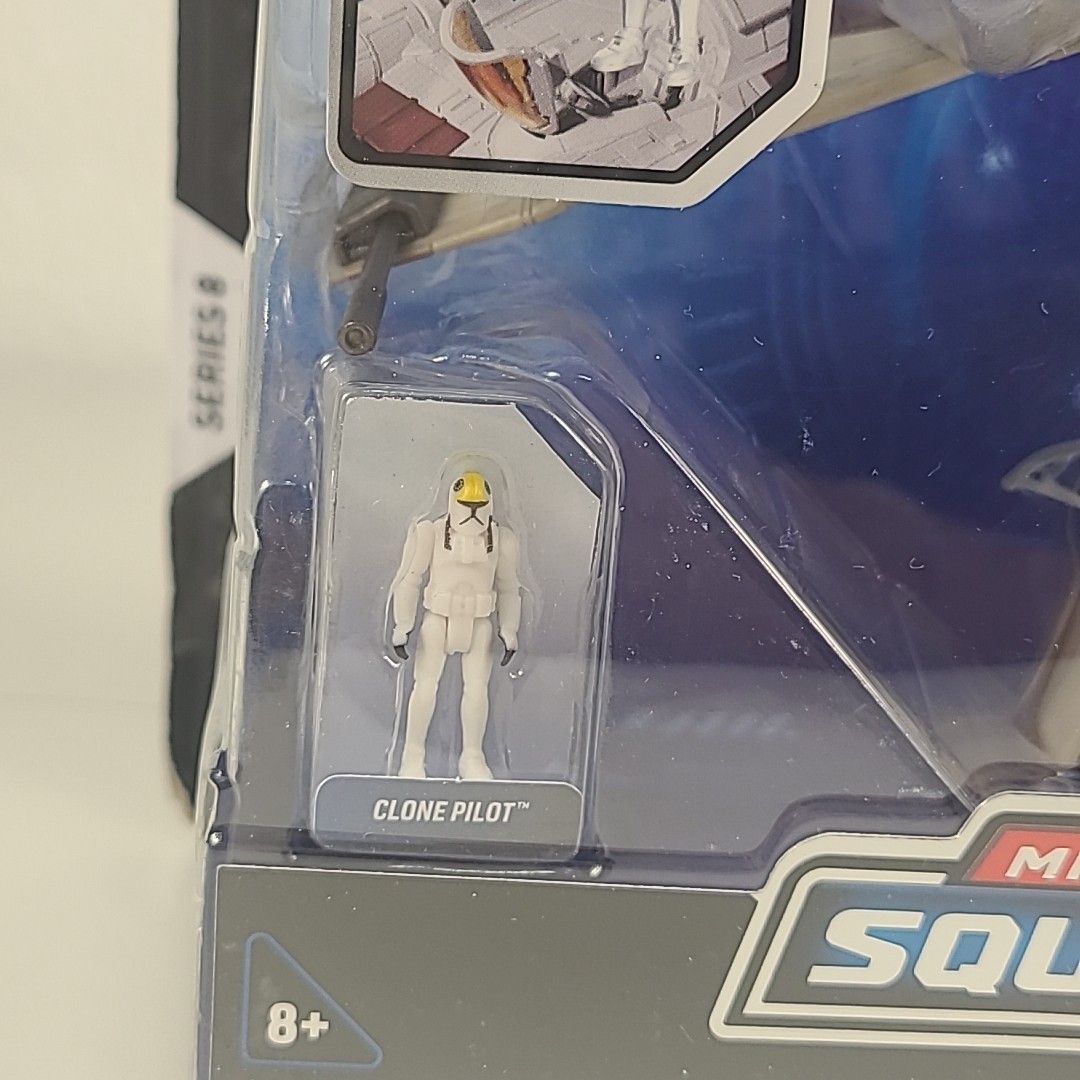 SERIES 8
CLONE PILOT™
MI
SQU
8+